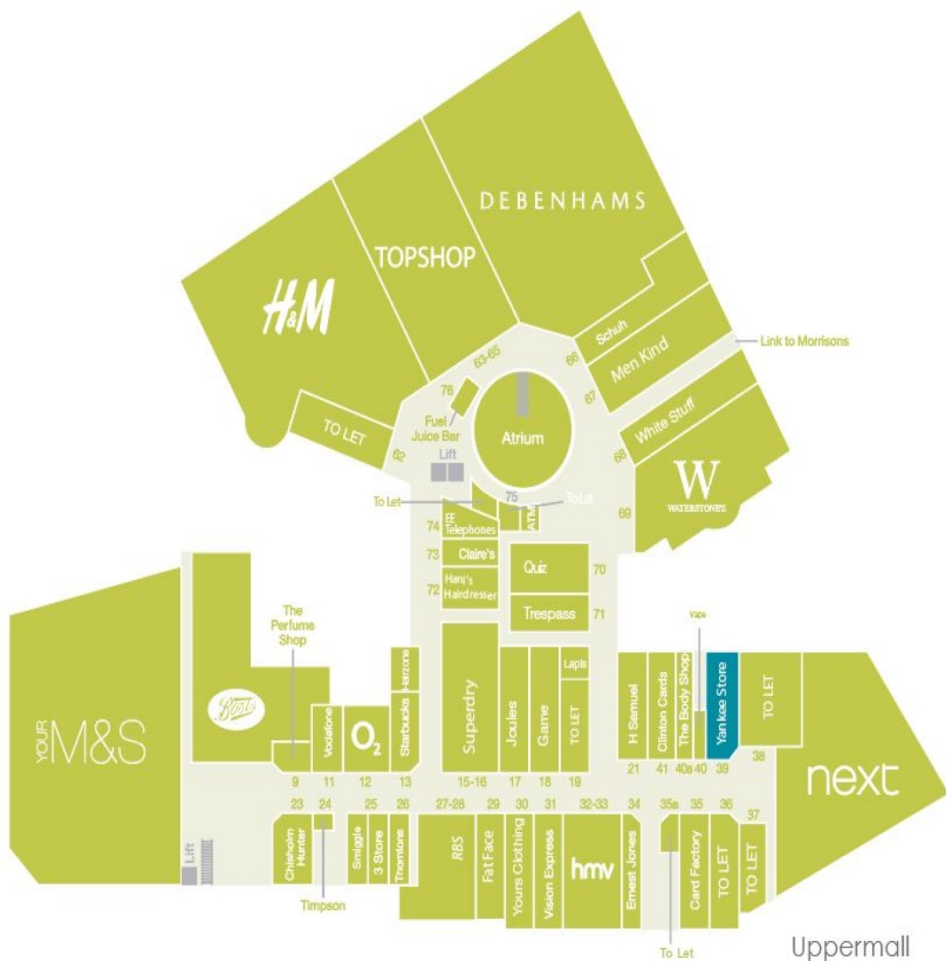 DEBENHAMS
TOPSHOP
H&M
Schuh
Men Kind
Link to Morrisons
White Stuff
W
WATERSTONE'S
TO LET
62
76
63-65
66
67
68
69
Fuel
Juice Bar
Atrium
Lift
To Let
75
ATM
To Let
74
EE
Telephones
73
Claire's
72
Hani's
Hairdresser
Quiz
70
Trespass
71
Vape
The
Perfume
Shop
YOUR
M&S
Boots
Vodafone
O2
Hairzone
Starbucks
Superdry
Joules
Game
Lapis
TO LET
H Samuel
Clinton Cards
The Body Shop
Yankee Store
TO LET
next
9
11
12
13
15-16
17
18
19
21
41
40a
40
39
38
23
24
25
26
27-28
29
30
31
32-33
34
35a
35
36
37
Lift
Chisholm
Hunter
Timpson
Smiggle
3 Store
Thorntons
RBS
Fat Face
Yours Clothing
Vision Express
hmv
Ernest Jones
To Let
Card Factory
TO LET
TO LET
Uppermall